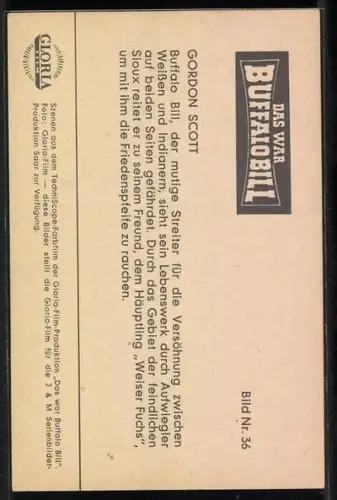 DAS WAR
BUFFALO BILL
Bild Nr. 36
GORDON SCOTT
Buffalo Bill, der mutige Streiter für die Versöhnung zwischen
Weißen und Indianern, sieht sein Lebenswerk durch Aufwiegler
auf beiden Seiten gefährdet. Durch das Gebiet der feindlichen
Sioux reitet er zu seinem Freund, dem Häuptling „Weiser Fuchs",
um mit ihm die Friedenspfeife zu rauchen.
GLORIA
FILM
Szenen aus dem TechniScope-Farbfilm der Gloria-Film-Produktion „Das war Buffalo Bill".
Foto: Gloria-Film — diese Bilder stellt die Gloria-Film für die J & M Serienbilder-
Produktion Saar zur Verfügung.